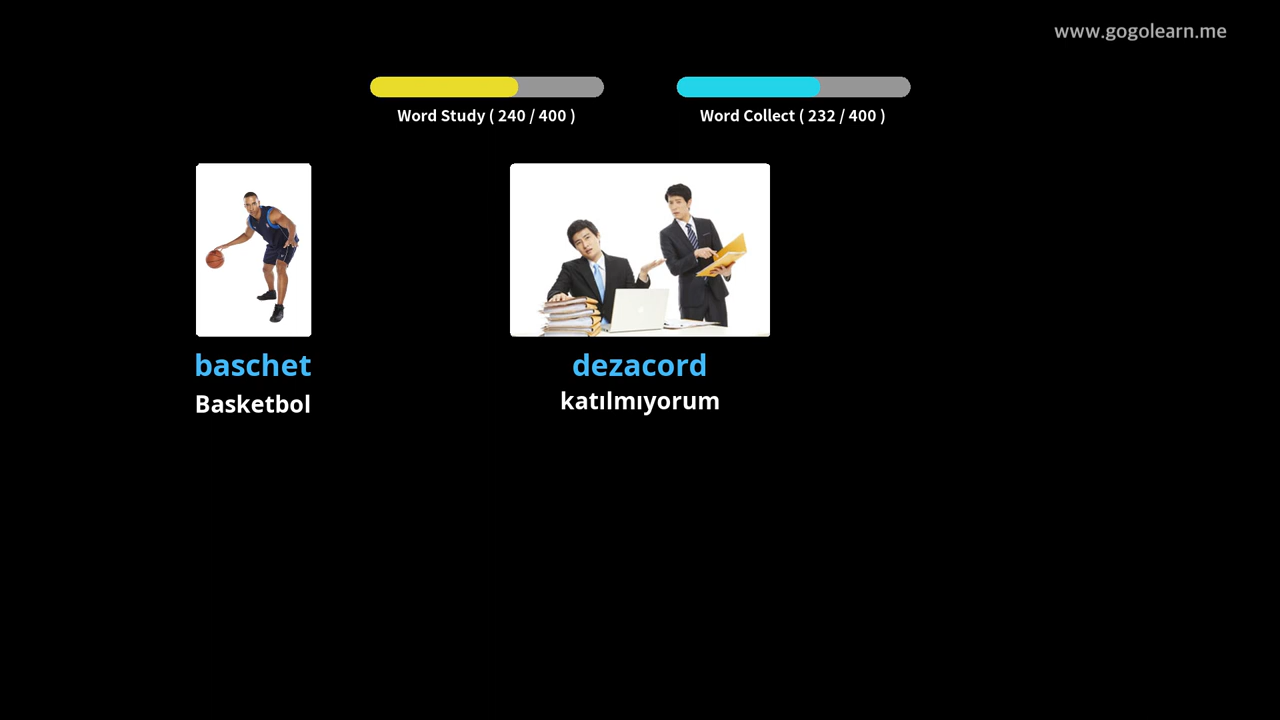 www.gogolearn.me
Word Study ( 240 / 400 )
Word Collect ( 232 / 400 )
baschet
Basketbol
dezacord
katılmıyorum